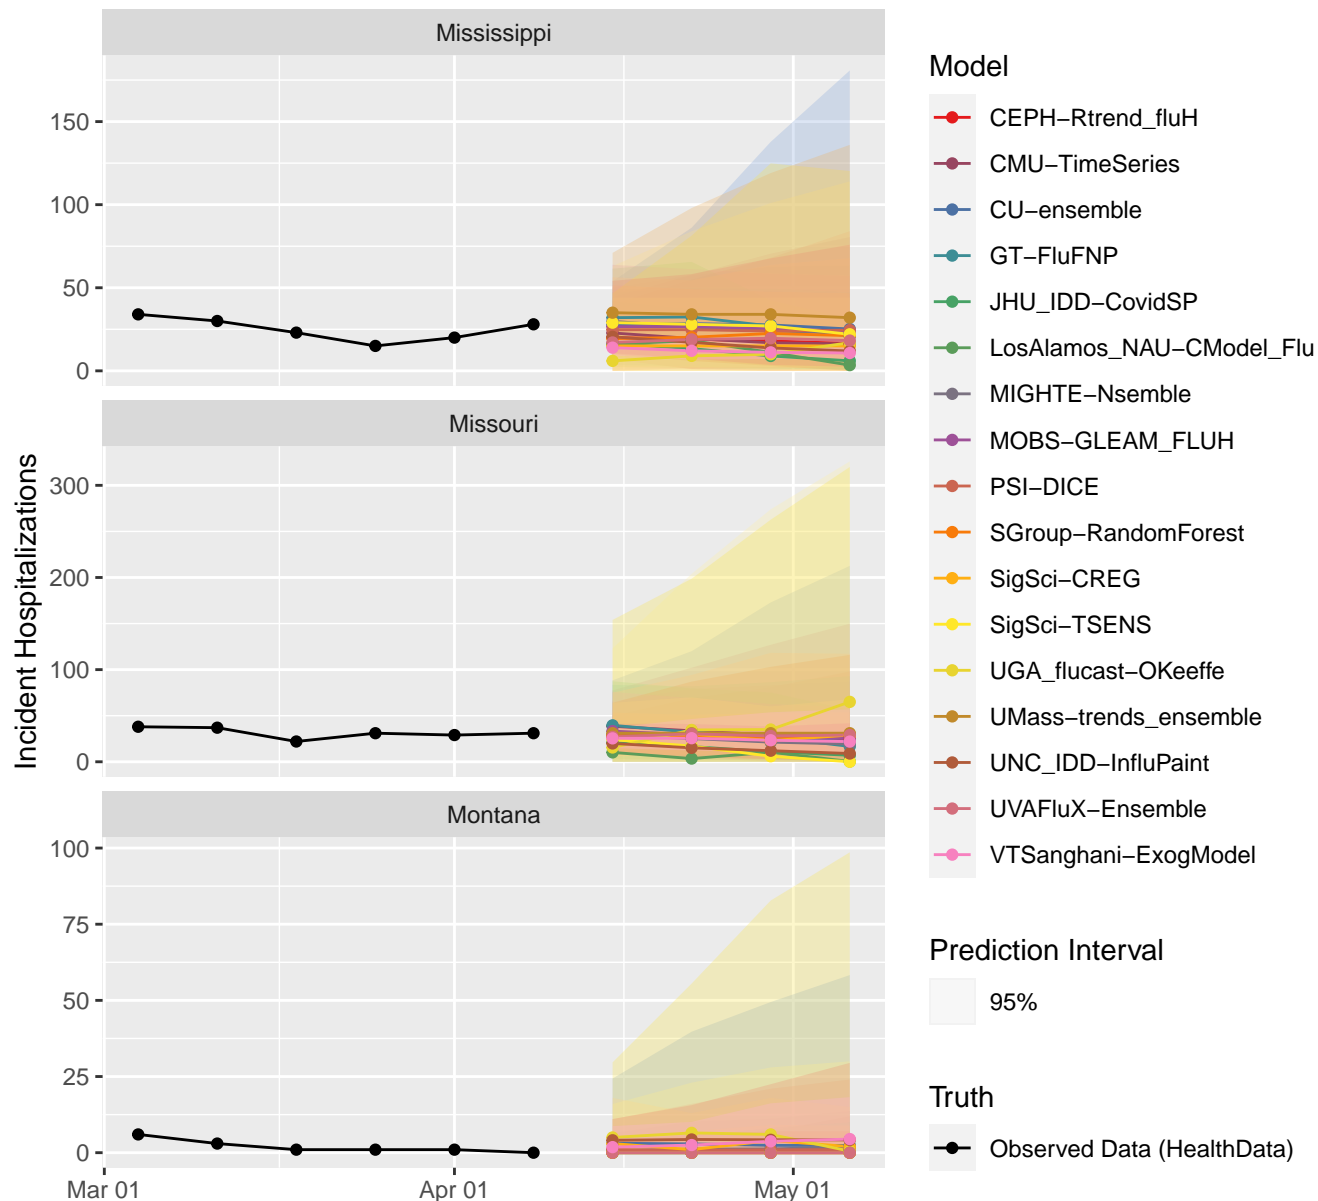 Mississippi
150
100
50
0
Missouri
300
200
100
0
Montana
100
75
50
25
0
Mar 01
Apr 01
May 01
Incident Hospitalizations
Model
CEPH−Rtrend_fluH
CMU−TimeSeries
CU−ensemble
GT−FluFNP
JHU_IDD−CovidSP
LosAlamos_NAU−CModel_Flu
MIGHTE−Nsemble
MOBS−GLEAM_FLUH
PSI−DICE
SGroup−RandomForest
SigSci−CREG
SigSci−TSENS
UGA_flucast−OKeeffe
UMass−trends_ensemble
UNC_IDD−InfluPaint
UVAFluX−Ensemble
VTSanghani−ExogModel
Prediction Interval
95%
Truth
Observed Data (HealthData)